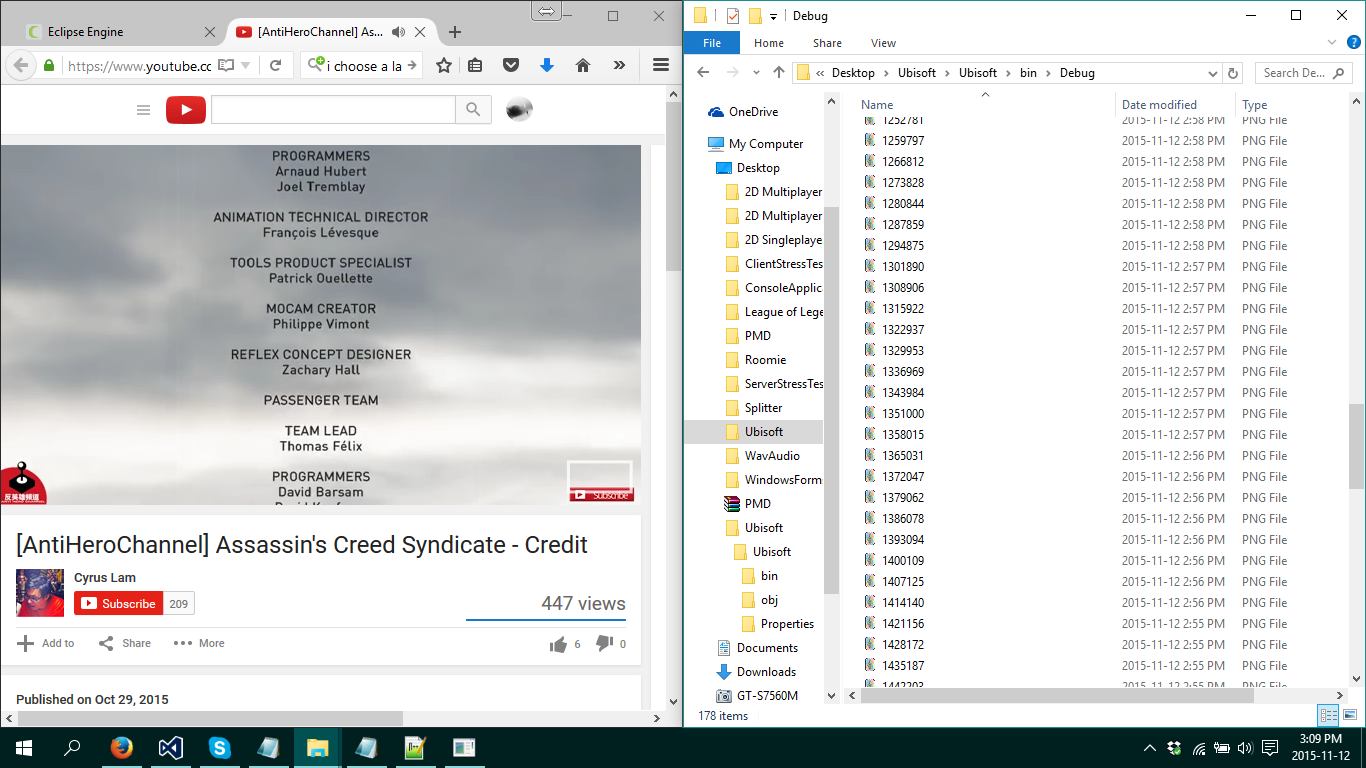 Eclipse Engine
[AntiHeroChannel] As...
https://www.youtube.cc
i choose a la
PROGRAMMERS
Arnaud Hubert
Joel Tremblay
ANIMATION TECHNICAL DIRECTOR
François Lévesque
TOOLS PRODUCT SPECIALIST
Patrick Ouellette
MOCAM CREATOR
Philippe Vimont
REFLEX CONCEPT DESIGNER
Zachary Hall
PASSENGER TEAM
TEAM LEAD
Thomas Félix
PROGRAMMERS
David Barsam
反英雄頻道
Subscribe
[AntiHeroChannel] Assassin's Creed Syndicate - Credit
Cyrus Lam
Subscribe 209
447 views
Add to Share More 6 0
Published on Oct 29, 2015
Debug
File Home Share View
« Desktop Ubisoft Ubisoft bin Debug
Search De...
OneDrive
My Computer
Desktop
2D Multiplayer
2D Multiplayer
2D Singleplaye
ClientStressTes
ConsoleApplic
League of Lege
PMD
Roomie
ServerStressTes
Splitter
Ubisoft
WavAudio
WindowsForm
PMD
Ubisoft
Ubisoft
bin
obj
Properties
Documents
Downloads
GT-S7560M
Name Date modified Type
1252781 2015-11-12 2:58 PM PNG File
1259797 2015-11-12 2:58 PM PNG File
1266812 2015-11-12 2:58 PM PNG File
1273828 2015-11-12 2:58 PM PNG File
1280844 2015-11-12 2:58 PM PNG File
1287859 2015-11-12 2:58 PM PNG File
1294875 2015-11-12 2:58 PM PNG File
1301890 2015-11-12 2:57 PM PNG File
1308906 2015-11-12 2:57 PM PNG File
1315922 2015-11-12 2:57 PM PNG File
1322937 2015-11-12 2:57 PM PNG File
1329953 2015-11-12 2:57 PM PNG File
1336969 2015-11-12 2:57 PM PNG File
1343984 2015-11-12 2:57 PM PNG File
1351000 2015-11-12 2:57 PM PNG File
1358015 2015-11-12 2:57 PM PNG File
1365031 2015-11-12 2:56 PM PNG File
1372047 2015-11-12 2:56 PM PNG File
1379062 2015-11-12 2:56 PM PNG File
1386078 2015-11-12 2:56 PM PNG File
1393094 2015-11-12 2:56 PM PNG File
1400109 2015-11-12 2:56 PM PNG File
1407125 2015-11-12 2:56 PM PNG File
1414140 2015-11-12 2:56 PM PNG File
1421156 2015-11-12 2:55 PM PNG File
1428172 2015-11-12 2:55 PM PNG File
1435187 2015-11-12 2:55 PM PNG File
1442203 2015-11-12 2:55 PM PNG File
178 items
3:09 PM
2015-11-12